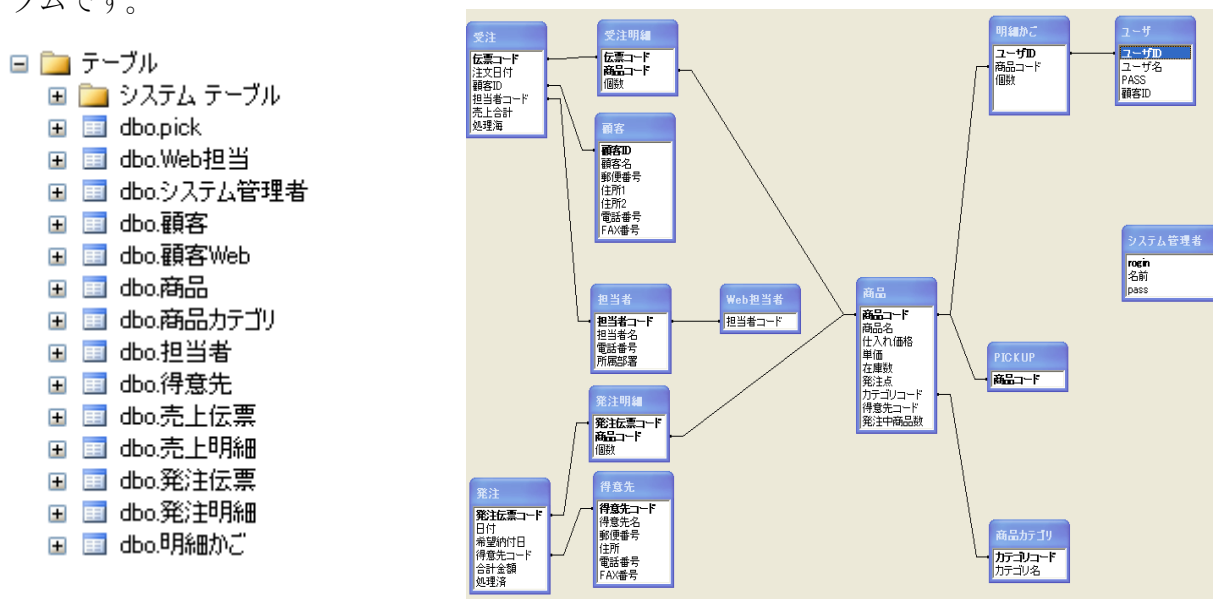 ラムです。
テーブル
システム テーブル
dbo.pick
dbo.Web担当
dbo.システム管理者
dbo.顧客
dbo.顧客Web
dbo.商品
dbo.商品カテゴリ
dbo.担当者
dbo.得意先
dbo.売上伝票
dbo.売上明細
dbo.発注伝票
dbo.発注明細
dbo.明細かご
受注
伝票コード
注文日付
顧客ID
担当者コード
売上合計
処理海
受注明細
伝票コード
商品コード
個数
顧客
顧客ID
顧客名
郵便番号
住所1
住所2
電話番号
FAX番号
担当者
担当者コード
担当者名
電話番号
所属部署
Web担当者
担当者コード
発注明細
発注伝票コード
商品コード
個数
発注
発注伝票コード
日付
希望納付日
得意先コード
合計金額
処理済
得意先
得意先コード
得意先名
郵便番号
住所
電話番号
FAX番号
商品
商品コード
商品名
仕入れ価格
単価
在庫数
発注点
カテゴリコード
得意先コード
発注中商品数
明細かご
ユーザID
商品コード
個数
ユーザ
ユーザID
ユーザ名
PASS
顧客ID
システム管理者
rogin
名前
pass
PICKUP
商品コード
商品カテゴリ
カテゴリコード
カテゴリ名